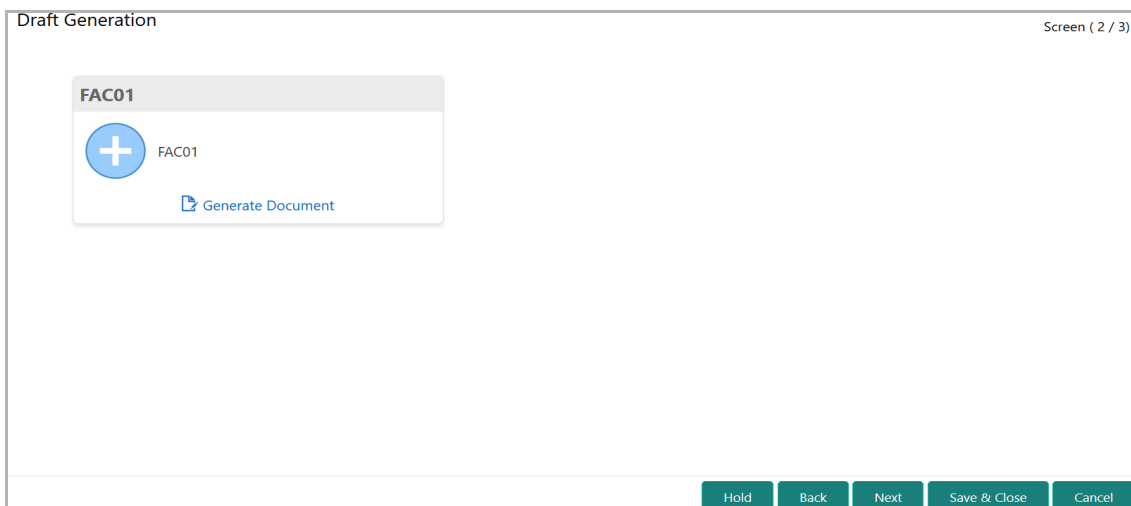 Draft Generation
Screen ( 2 / 3)
FAC01
FAC01
Generate Document
Hold Back Next Save & Close Cancel